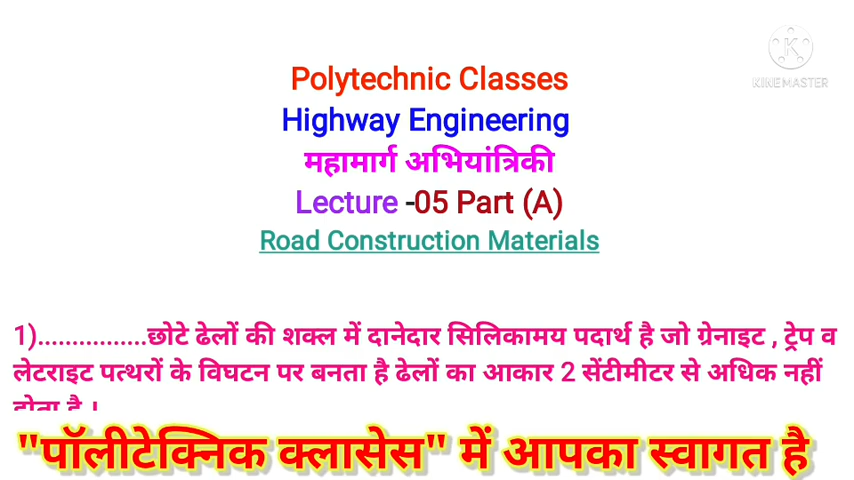 KINEMASTER
Polytechnic Classes
Highway Engineering
महामार्ग अभियांत्रिकी
Lecture -05 Part (A)
Road Construction Materials
1)................छोटे ढेलों की शक्ल में दानेदार सिलिकामय पदार्थ है जो ग्रेनाइट , ट्रेप व
लेटराइट पत्थरों के विघटन पर बनता है ढेलों का आकार 2 सेंटीमीटर से अधिक नहीं
होता है ।
"पॉलीटेक्निक क्लासेस" में आपका स्वागत है